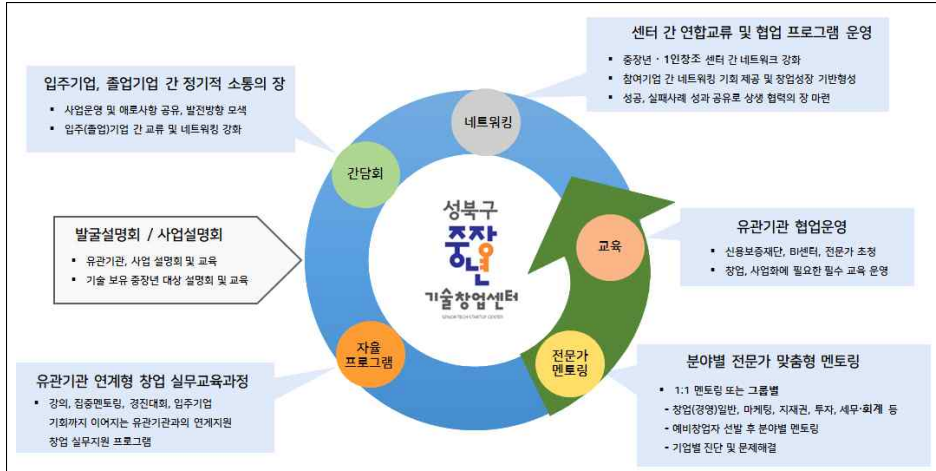 센터 간 연합교류 및 협업 프로그램 운영
▪ 중장년 · 1인창조 센터 간 네트워크 강화
▪ 참여기업 간 네트워킹 기회 제공 및 창업성장 기반형성
▪ 성공, 실패사례 성과 공유로 상생 협력의 장 마련
입주기업, 졸업기업 간 정기적 소통의 장
▪ 사업운영 및 애로사항 공유, 발전방향 모색
▪ 입주(졸업)기업 간 교류 및 네트워킹 강화
네트워킹
간담회
발굴설명회 / 사업설명회
▪ 유관기관, 사업 설명회 및 교육
▪ 기술 보유 중장년 대상 설명회 및 교육
성북구
중장년
기술창업센터
SENIOR TECH STARTUP CENTER
교육
유관기관 협업운영
▪ 신용보증재단, BI센터, 전문가 초청
▪ 창업, 사업화에 필요한 필수 교육 운영
자율
프로그램
전문가
멘토링
유관기관 연계형 창업 실무교육과정
▪ 강의, 집중멘토링, 경진대회, 입주기업
기회까지 이어지는 유관기관과의 연계지원
창업 실무지원 프로그램
분야별 전문가 맞춤형 멘토링
▪ 1:1 멘토링 또는 그룹별
- 창업(경영)일반, 마케팅, 지재권, 투자, 세무·회계 등
- 예비창업자 선발 후 분야별 멘토링
- 기업별 진단 및 문제해결